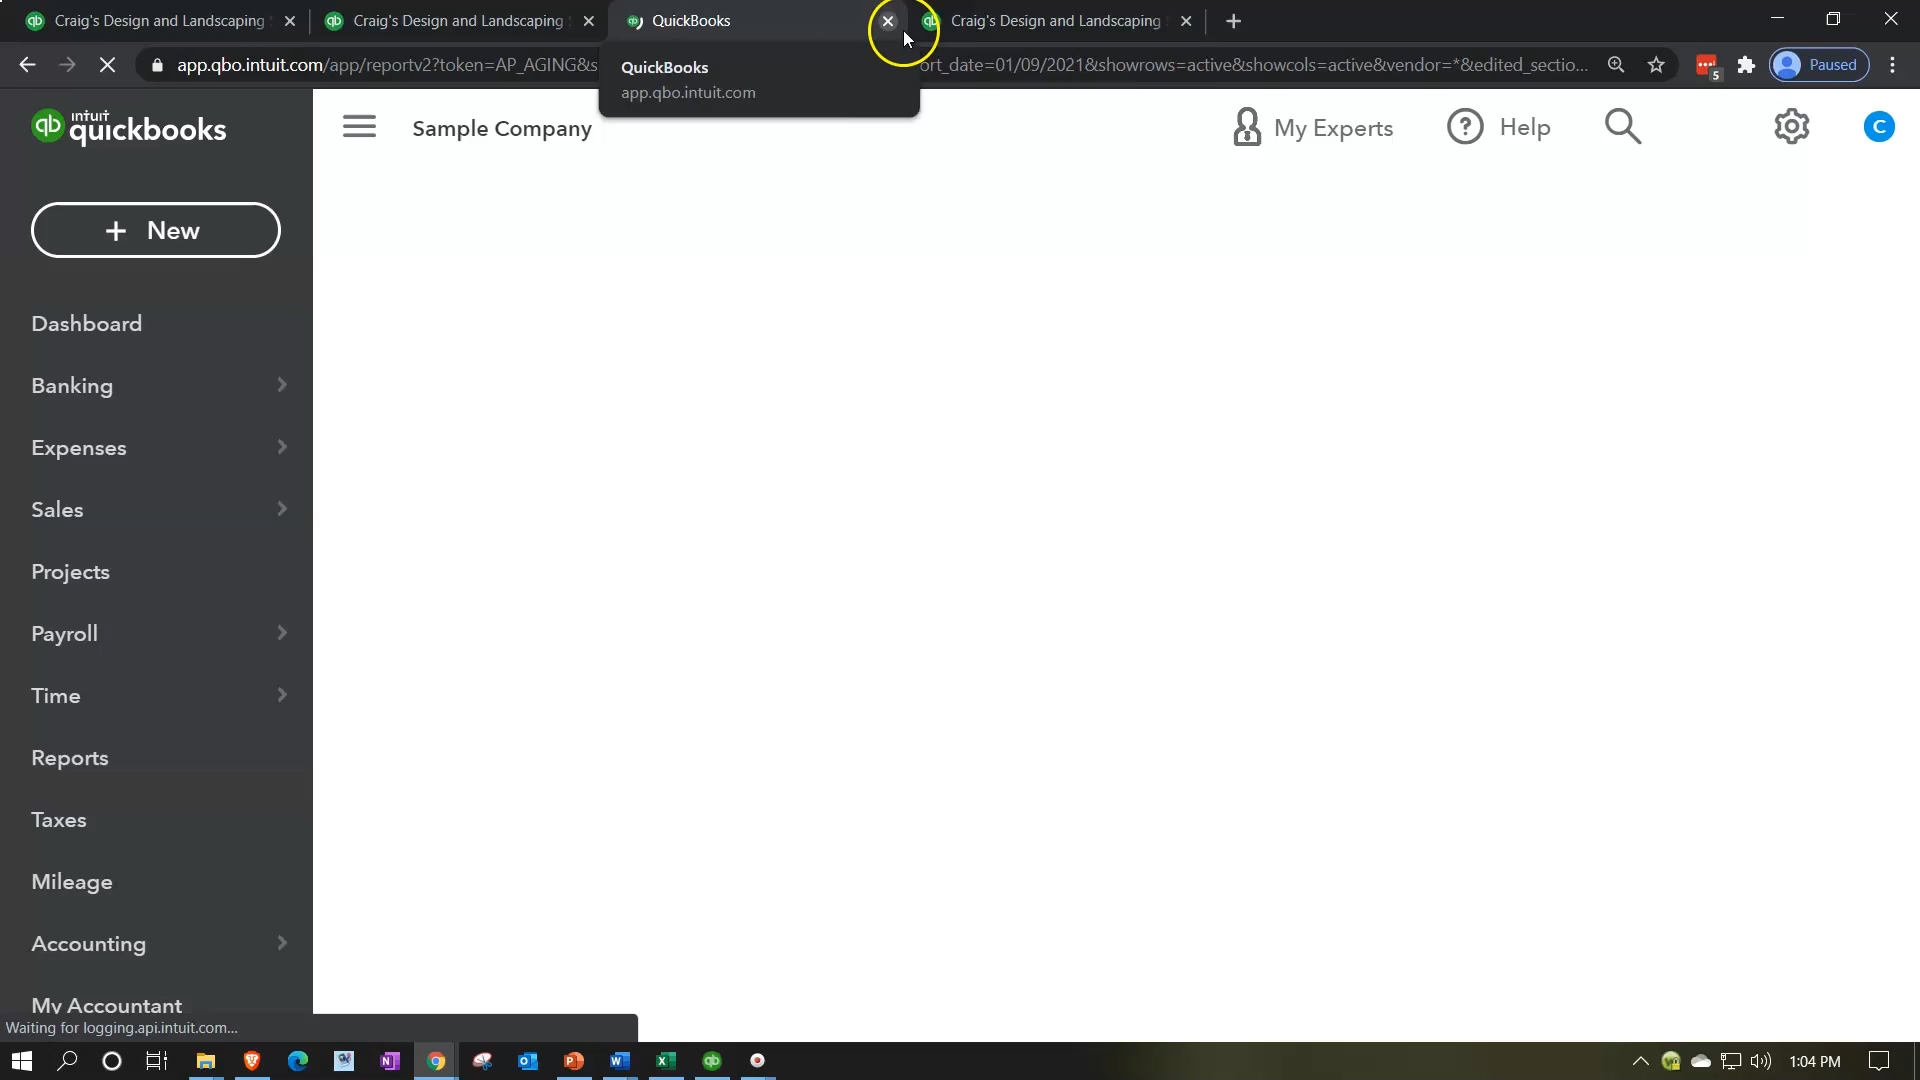 Craig's Design and Landscaping
Craig's Design and Landscaping
QuickBooks
Craig's Design and Landscaping
app.qbo.intuit.com/app/reportv2?token=AP_AGING&s
ort_date=01/09/2021&showrows=active&showcols=active&vendor=*&edited_sectio...
5
Paused
QuickBooks
app.qbo.intuit.com
qb intuit quickbooks
Sample Company
My Experts
Help
C
+ New
Dashboard
Banking
Expenses
Sales
Projects
Payroll
Time
Reports
Taxes
Mileage
Accounting
My Accountant
Waiting for logging.api.intuit.com...
1:04 PM